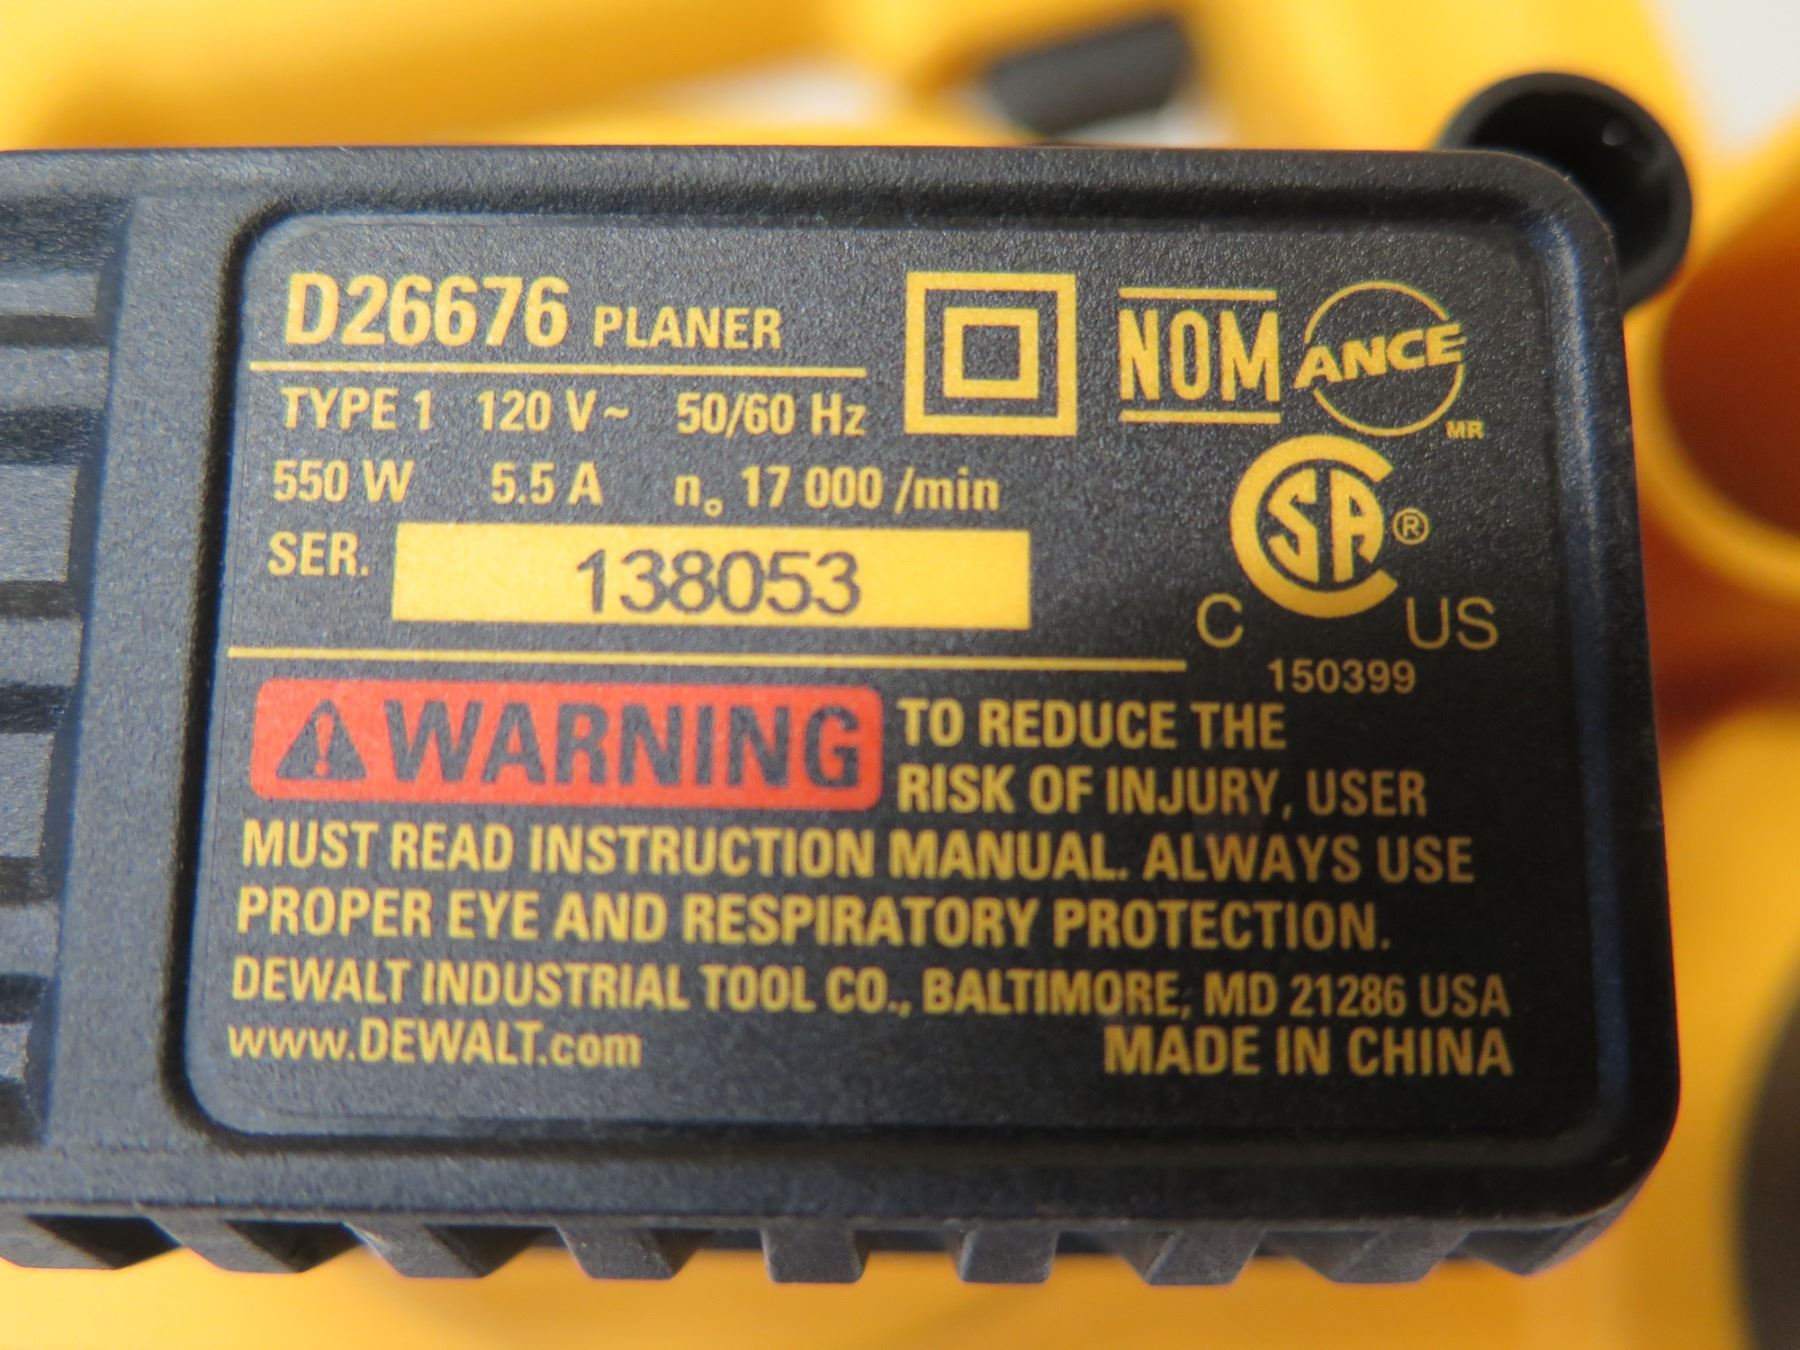 D26676 PLANER
TYPE 1 120 V~ 50/60 Hz
550 W 5.5 A n₀ 17 000 /min
SER. 138053
NOM
ANCE
MR
CSA®
C US
150399
WARNING TO REDUCE THE
RISK OF INJURY, USER
MUST READ INSTRUCTION MANUAL. ALWAYS USE
PROPER EYE AND RESPIRATORY PROTECTION.
DEWALT INDUSTRIAL TOOL CO., BALTIMORE, MD 21286 USA
www.DEWALT.com MADE IN CHINA